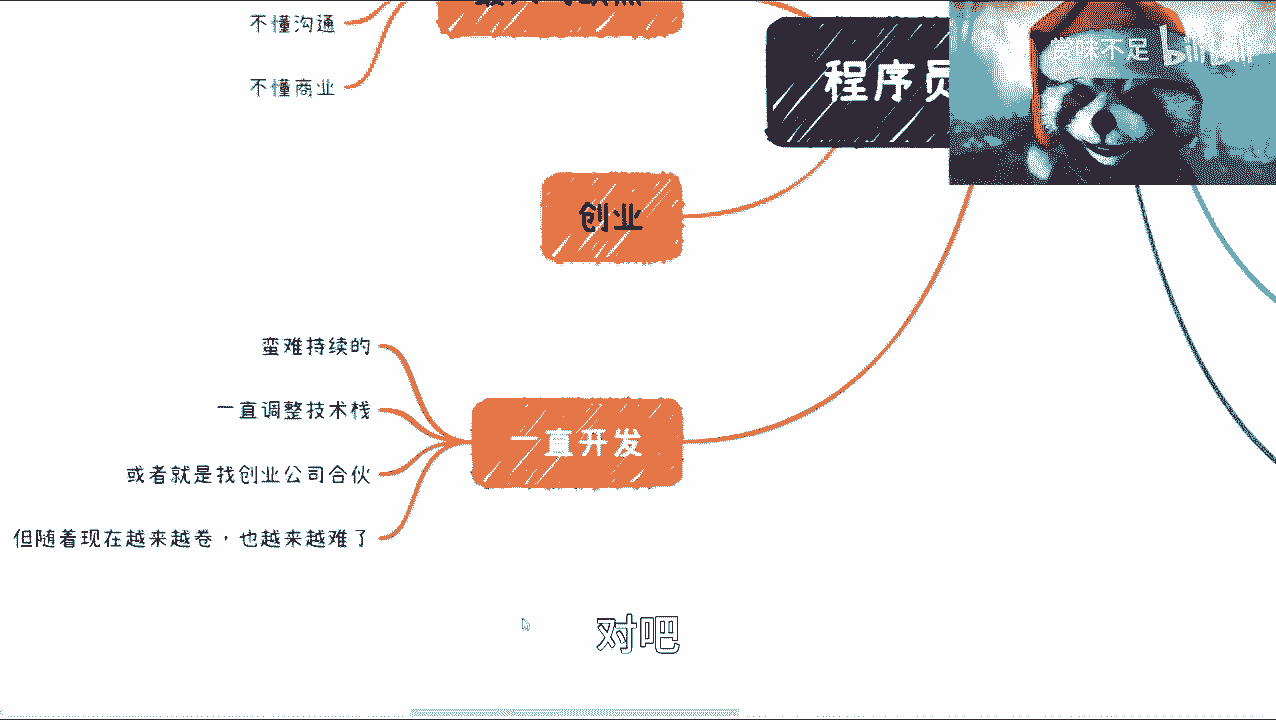 不懂沟通
不懂商业
程序员
赏味不足 bilibili
创业
蛮难持续的
一直调整技术栈
或者就是找创业公司合伙
但随着现在越来越卷，也越来越难了
一直开发
对吧